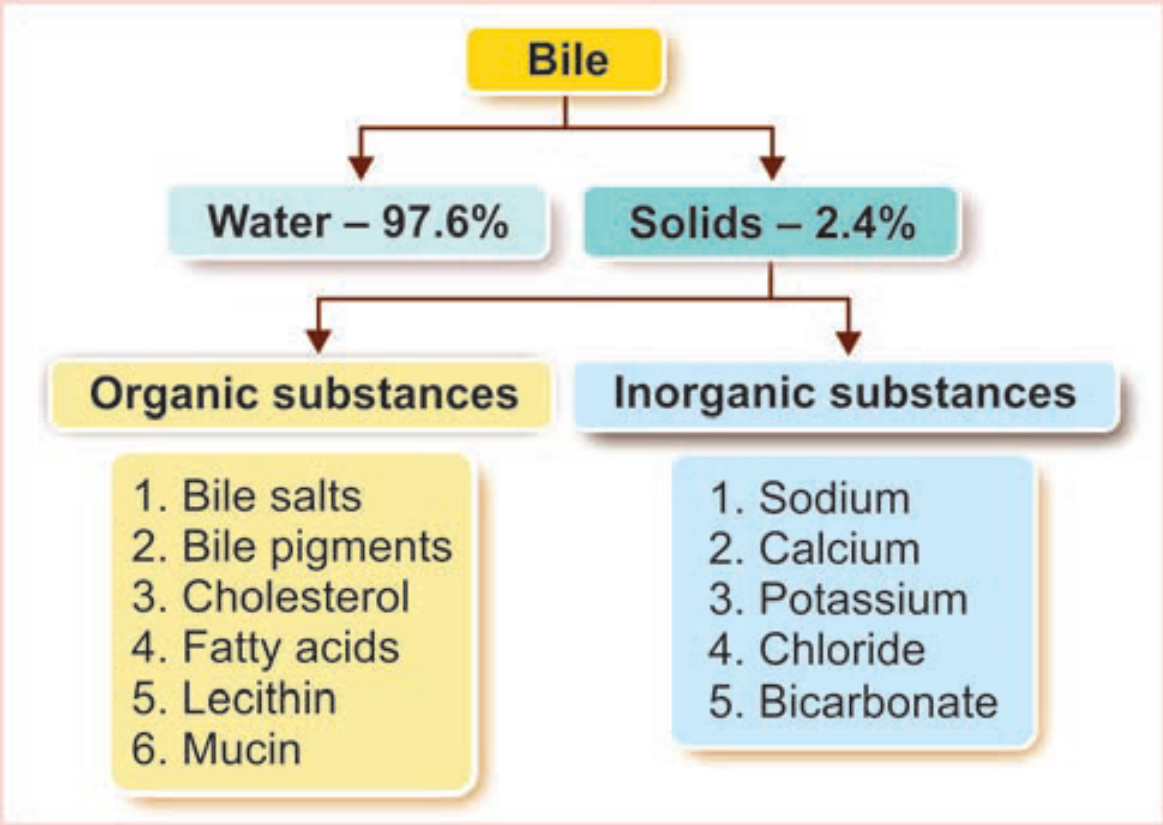 Bile
Water – 97.6%
Solids – 2.4%
Organic substances
Inorganic substances
1. Bile salts
2. Bile pigments
3. Cholesterol
4. Fatty acids
5. Lecithin
6. Mucin
1. Sodium
2. Calcium
3. Potassium
4. Chloride
5. Bicarbonate